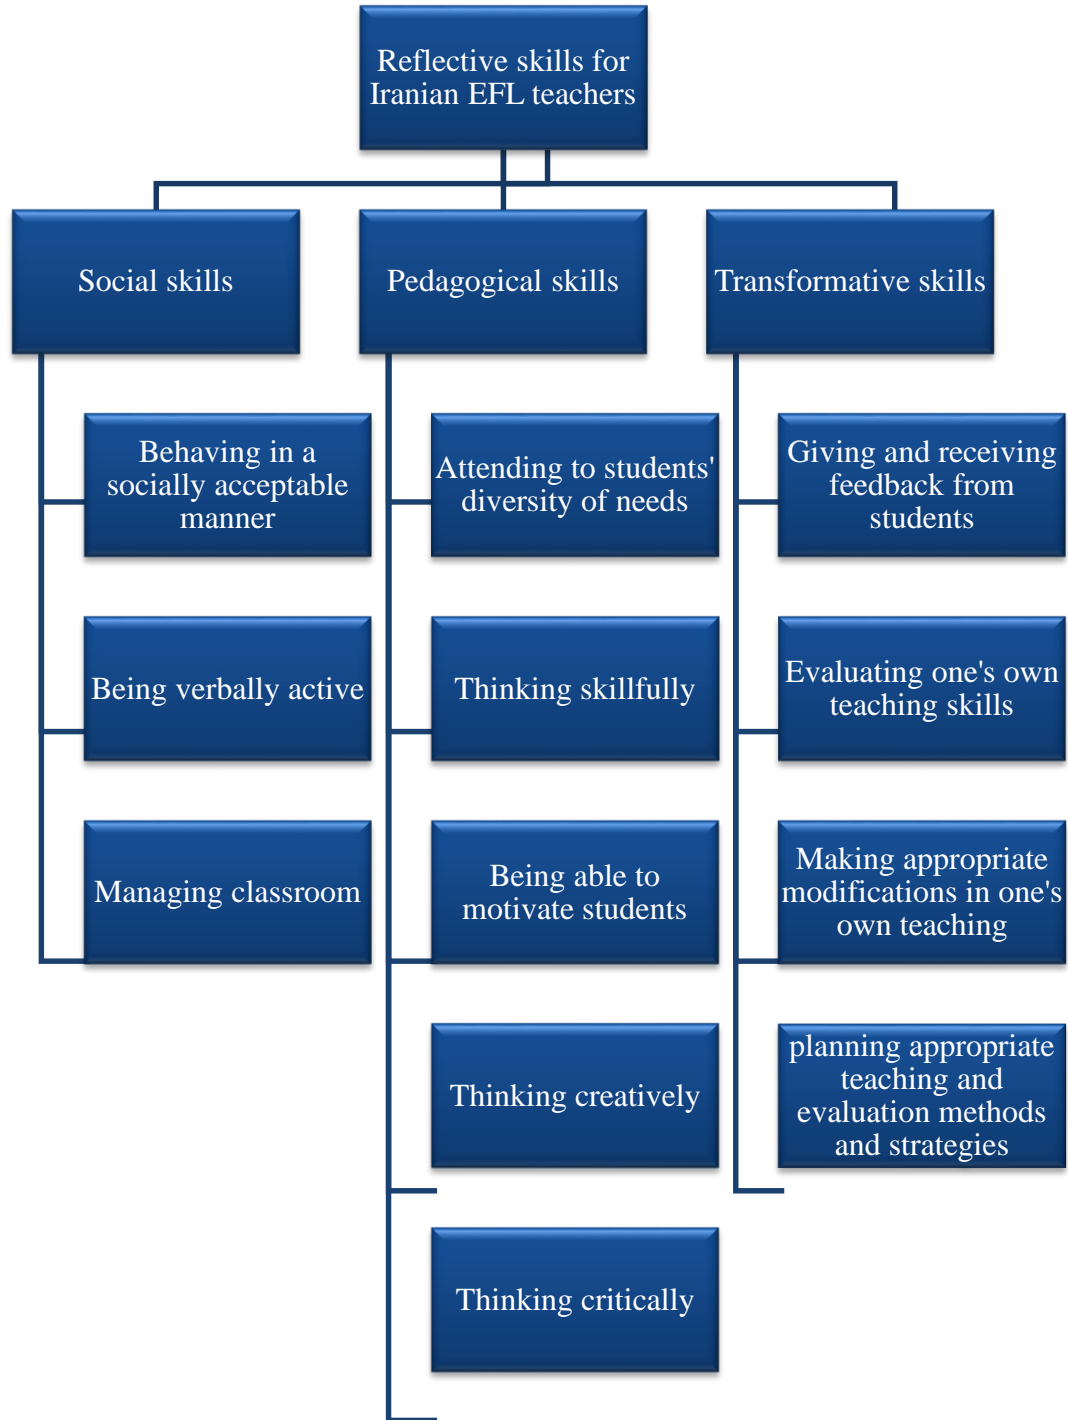 Reflective skills for
Iranian EFL teachers
Social skills
Pedagogical skills
Transformative skills
Behaving in a
socially acceptable
manner
Being verbally active
Managing classroom
Attending to students'
diversity of needs
Thinking skillfully
Being able to
motivate students
Thinking creatively
Thinking critically
Giving and receiving
feedback from
students
Evaluating one's own
teaching skills
Making appropriate
modifications in one's
own teaching
planning appropriate
teaching and
evaluation methods
and strategies